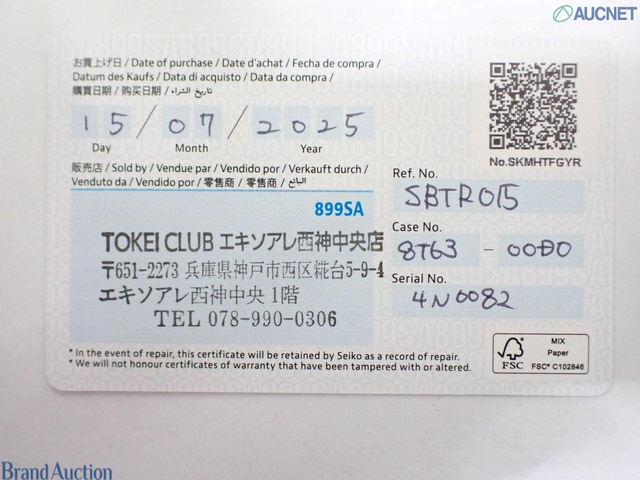 AUCNET
お買上げ日 / Date of purchase / Date d'achat / Fecha de compra /
Datum des Kaufs / Data di acquisto / Data da compra /
購買日期 / 购买日期 / تاريخ الشراء
15 / 07 / 2025
Day Month Year
No.SKMHTFGYR
販売店 / Sold by / Vendue par / Vendido por / Verkauft durch /
Venduto da / Vendido por / 零售商 / 零售商 / البائع
899SA
TOKEI CLUB エキソアレ西神中央店
〒651-2273 兵庫県神戸市西区糀台5-9-4
エキソアレ西神中央 1階
TEL 078-990-0306
Ref. No.
SBTR015
Case No.
8T63 - 00D0
Serial No.
4N0082
* In the event of repair, this certificate will be retained by Seiko as a record of repair.
* We will not honour certificates of warranty that have been tampered with or altered.
FSC
MIX
Paper
FSC® C102846
Brand Auction